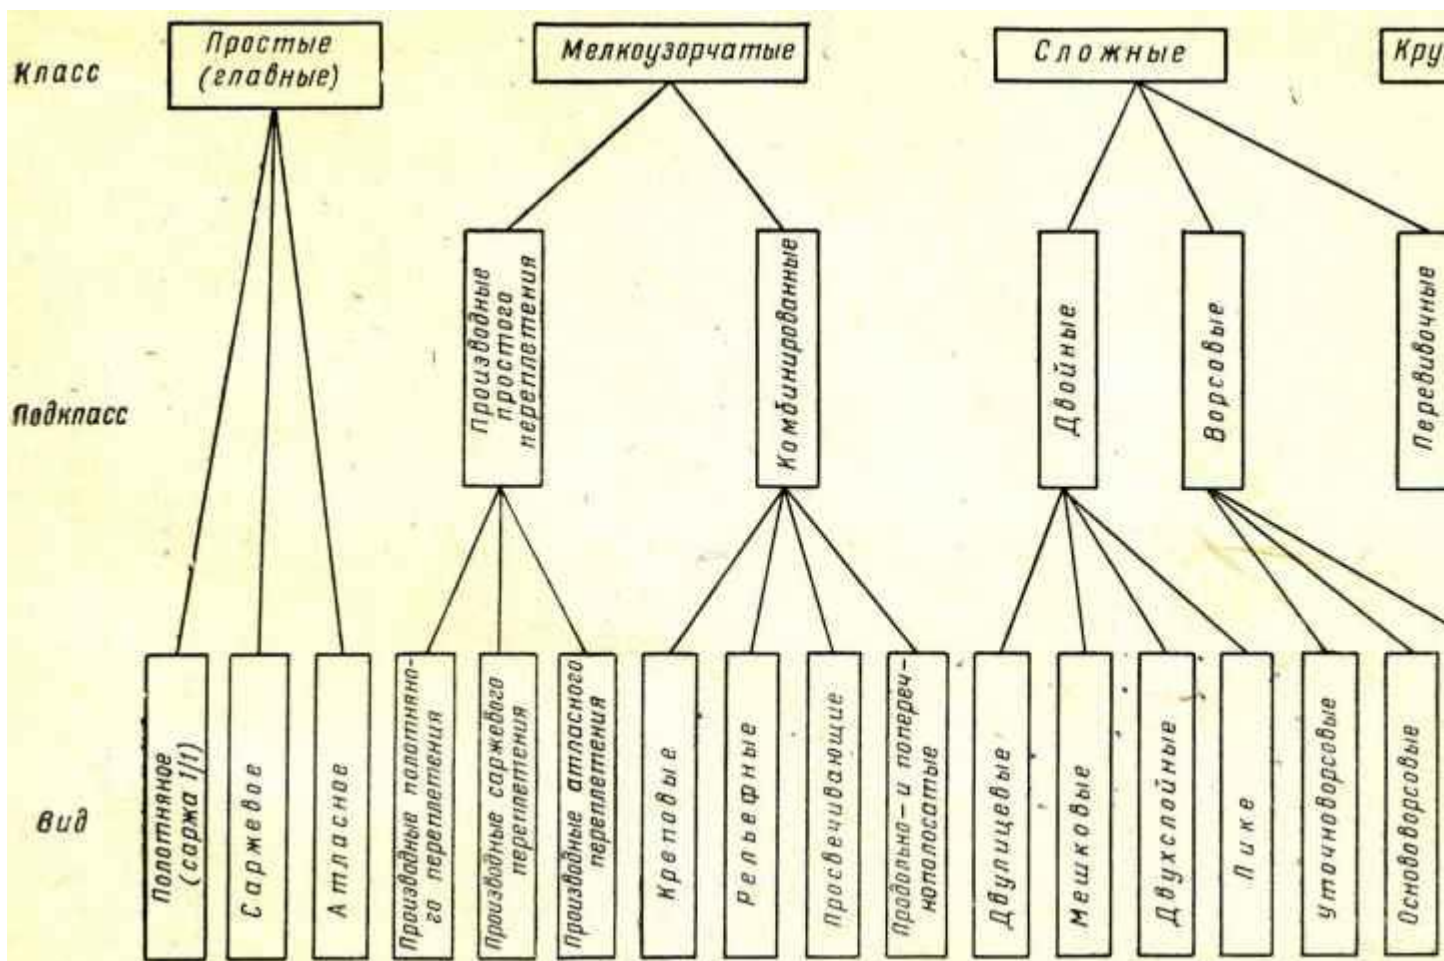 Класс
Простые
(главные)
Мелкоузорчатые
Сложные
Кру
Подкласс
Производные
простого
переплетения
Комбинированные
Двойные
Ворсовые
Перевивочные
Вид
Полотняное
(саржа 1/1)
Саржевое
Атласное
Производные полотняно-
го переплетения
Производные саржевого
переплетения
Производные атласного
переплетения
Креповые
Рельефные
Просвечивающие
Продольно- и попереч-
нополосатые
Двулицевые
Мешковые
Двухслойные
Пике
Уточноворсовые
Основоворсовые